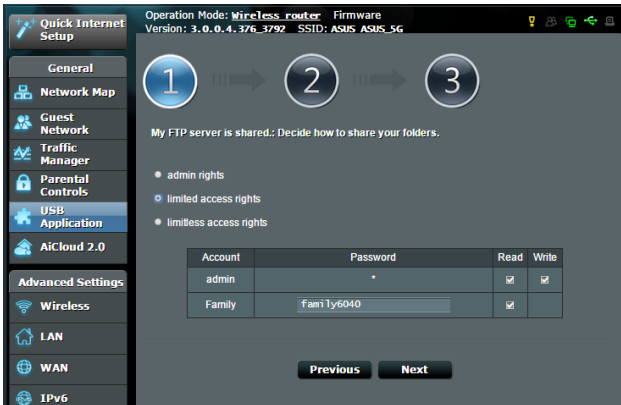 Quick Internet
Setup
General
Network Map
Guest
Network
Traffic
Manager
Parental
Controls
USB
Application
AiCloud 2.0
Advanced Settings
Wireless
LAN
WAN
IPv6
Operation Mode: Wireless router Firmware
Version: 3.0.0.4.376_3792 SSID: ASUS ASUS_5G
1 2 3
My FTP server is shared.: Decide how to share your folders.
admin rights
limited access rights
limitless access rights
Account Password Read Write
admin *
Family family6040
Previous Next